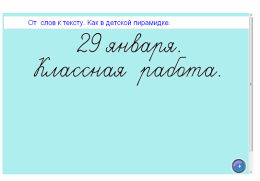 От слов к тексту. Как в детской пирамидке.
29 января.
Классная работа.